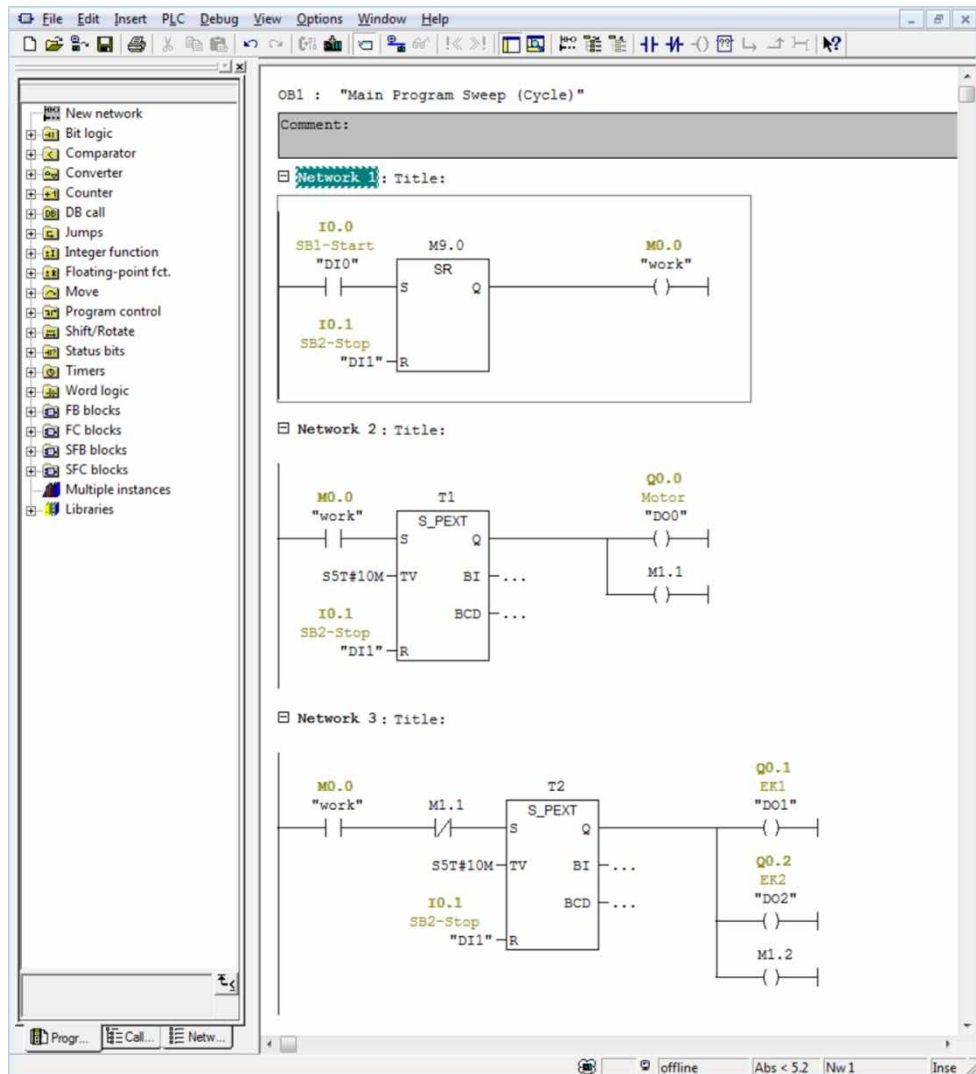 File Edit Insert PLC Debug View Options Window Help
New network
Bit logic
Comparator
Converter
Counter
DB call
Jumps
Integer function
Floating-point fct.
Move
Program control
Shift/Rotate
Status bits
Timers
Word logic
FB blocks
FC blocks
SFB blocks
SFC blocks
Multiple instances
Libraries
Progr... Call... Netw...
OB1 : "Main Program Sweep (Cycle)"
Comment:
Network 1: Title:
I0.0
SB1-Start M9.0 M0.0
"DI0" SR "work"
S Q
I0.1
SB2-Stop
"DI1" R
Network 2: Title:
Q0.0
M0.0 T1 Motor
"work" S_PEXT "DO0"
S Q
M1.1
S5T#10M TV BI ...
I0.1 BCD ...
SB2-Stop
"DI1" R
Network 3: Title:
Q0.1
M0.0 T2 EK1
"work" M1.1 S_PEXT "DO1"
S Q
Q0.2
S5T#10M TV BI ...
EK2
I0.1 BCD ... "DO2"
SB2-Stop
"DI1" R
M1.2
offline Abs < 5.2 Nw1 Inse